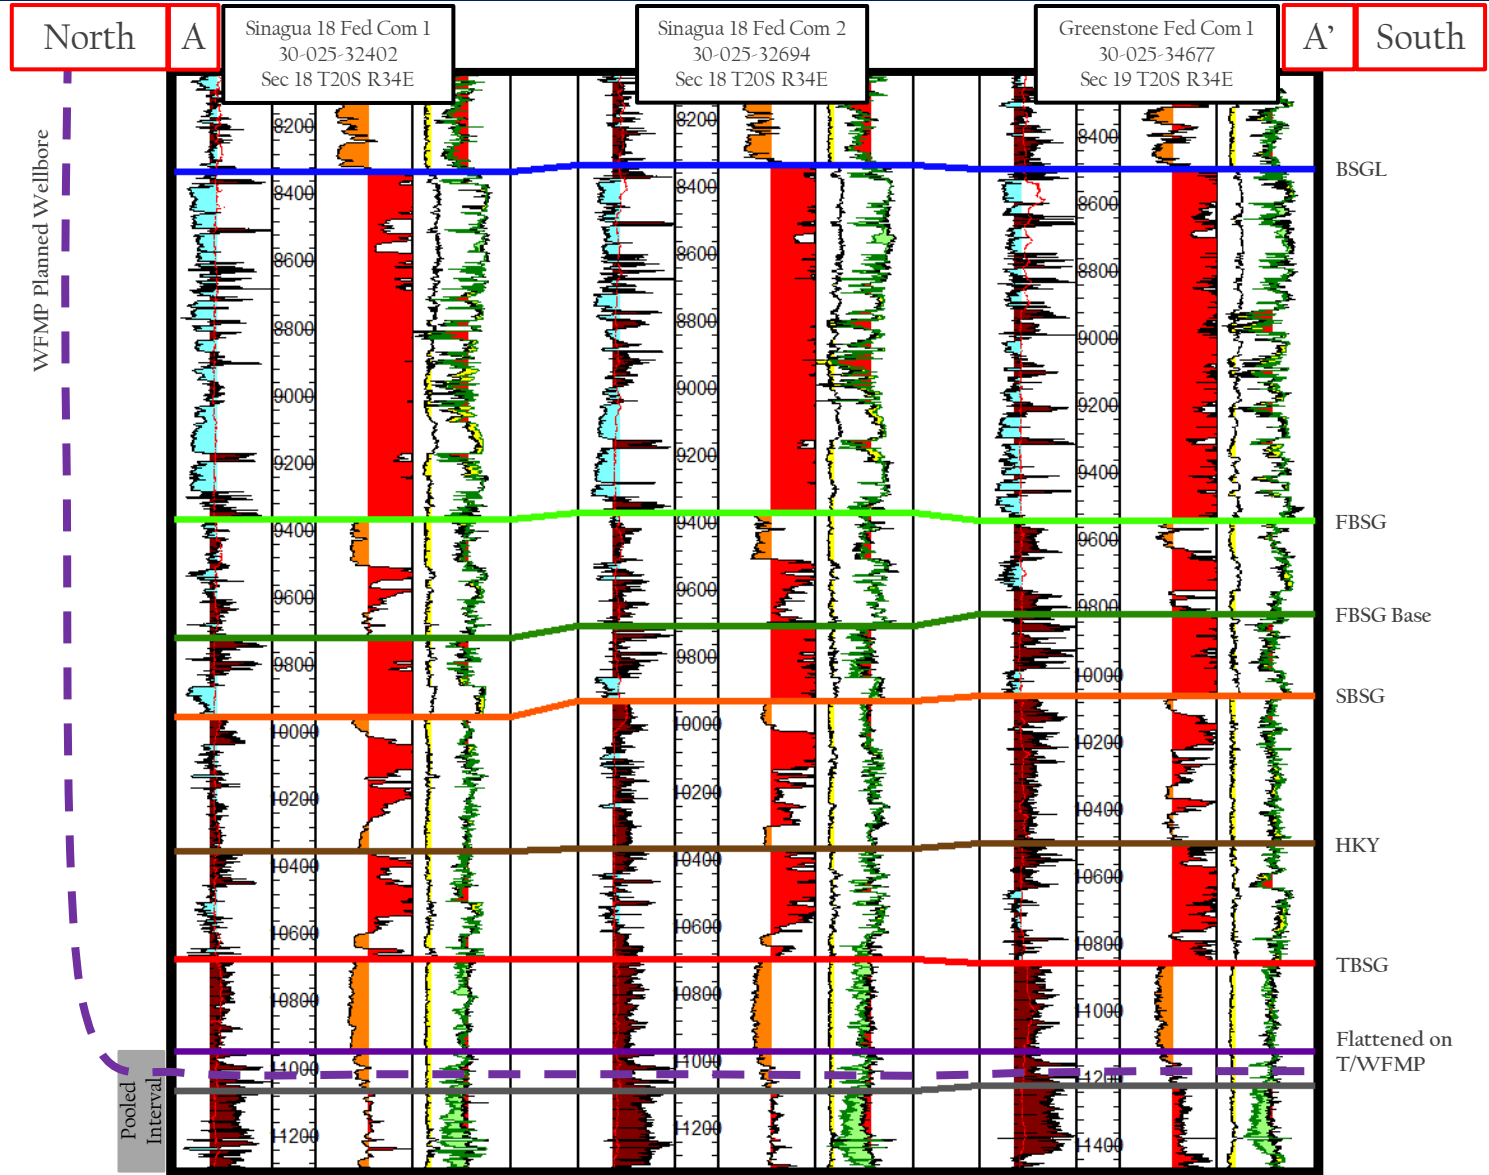 North
A
Sinagua 18 Fed Com 1
30-025-32402
Sec 18 T20S R34E
Sinagua 18 Fed Com 2
30-025-32694
Sec 18 T20S R34E
Greenstone Fed Com 1
30-025-34677
Sec 19 T20S R34E
A'
South
WFMP Planned Wellbore
8200
8400
8600
8800
9000
9200
9400
9600
9800
10000
10200
10400
10600
10800
11000
11200
8200
8400
8600
8800
9000
9200
9400
9600
9800
10000
10200
10400
10600
10800
11000
11200
8400
8600
8800
9000
9200
9400
9600
9800
10000
10200
10400
10600
10800
11000
11200
11400
BSGL
FBSG
FBSG Base
SBSG
HKY
TBSG
Flattened on
T/WFMP
Pooled
Interval